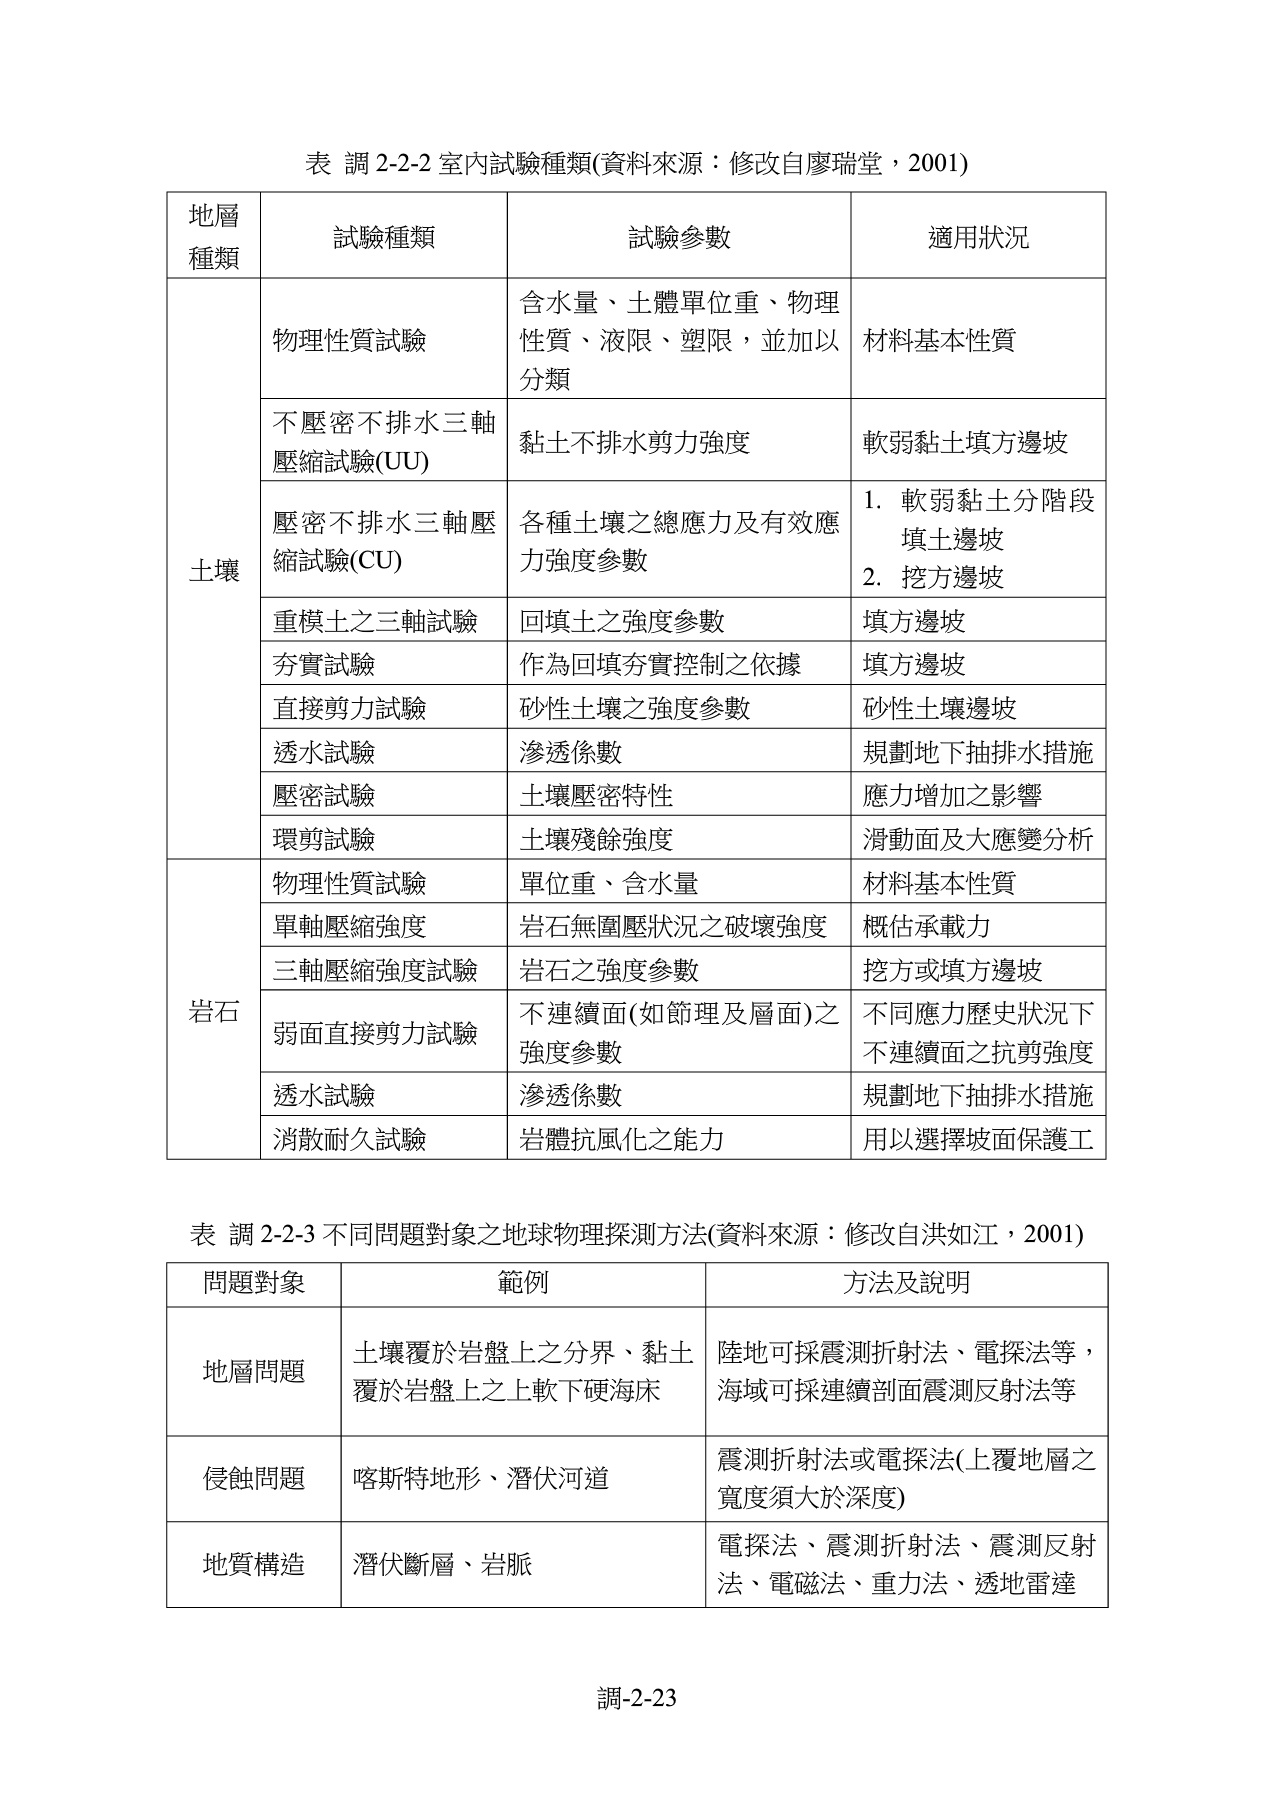 表 調 2-2-2 室內試驗種類(資料來源：修改自廖瑞堂，2001)
地層
種類
試驗種類
試驗參數
適用狀況
土壤
物理性質試驗
含水量、土體單位重、物理
性質、液限、塑限，並加以
分類
材料基本性質
不壓密不排水三軸
壓縮試驗(UU)
黏土不排水剪力強度
軟弱黏土填方邊坡
壓密不排水三軸壓
縮試驗(CU)
各種土壤之總應力及有效應
力強度參數
1. 軟弱黏土分階段
填土邊坡
2. 挖方邊坡
重模土之三軸試驗
回填土之強度參數
填方邊坡
夯實試驗
作為回填夯實控制之依據
填方邊坡
直接剪力試驗
砂性土壤之強度參數
砂性土壤邊坡
透水試驗
滲透係數
規劃地下抽排水措施
壓密試驗
土壤壓密特性
應力增加之影響
環剪試驗
土壤殘餘強度
滑動面及大應變分析
岩石
物理性質試驗
單位重、含水量
材料基本性質
單軸壓縮強度
岩石無圍壓狀況之破壞強度
概估承載力
三軸壓縮強度試驗
岩石之強度參數
挖方或填方邊坡
弱面直接剪力試驗
不連續面(如節理及層面)之
強度參數
不同應力歷史狀況下
不連續面之抗剪強度
透水試驗
滲透係數
規劃地下抽排水措施
消散耐久試驗
岩體抗風化之能力
用以選擇坡面保護工
表 調 2-2-3 不同問題對象之地球物理探測方法(資料來源：修改自洪如江，2001)
問題對象
範例
方法及說明
地層問題
土壤覆於岩盤上之分界、黏土
覆於岩盤上之上軟下硬海床
陸地可採震測折射法、電探法等，
海域可採連續剖面震測反射法等
侵蝕問題
喀斯特地形、潛伏河道
震測折射法或電探法(上覆地層之
寬度須大於深度)
地質構造
潛伏斷層、岩脈
電探法、震測折射法、震測反射
法、電磁法、重力法、透地雷達
調-2-23